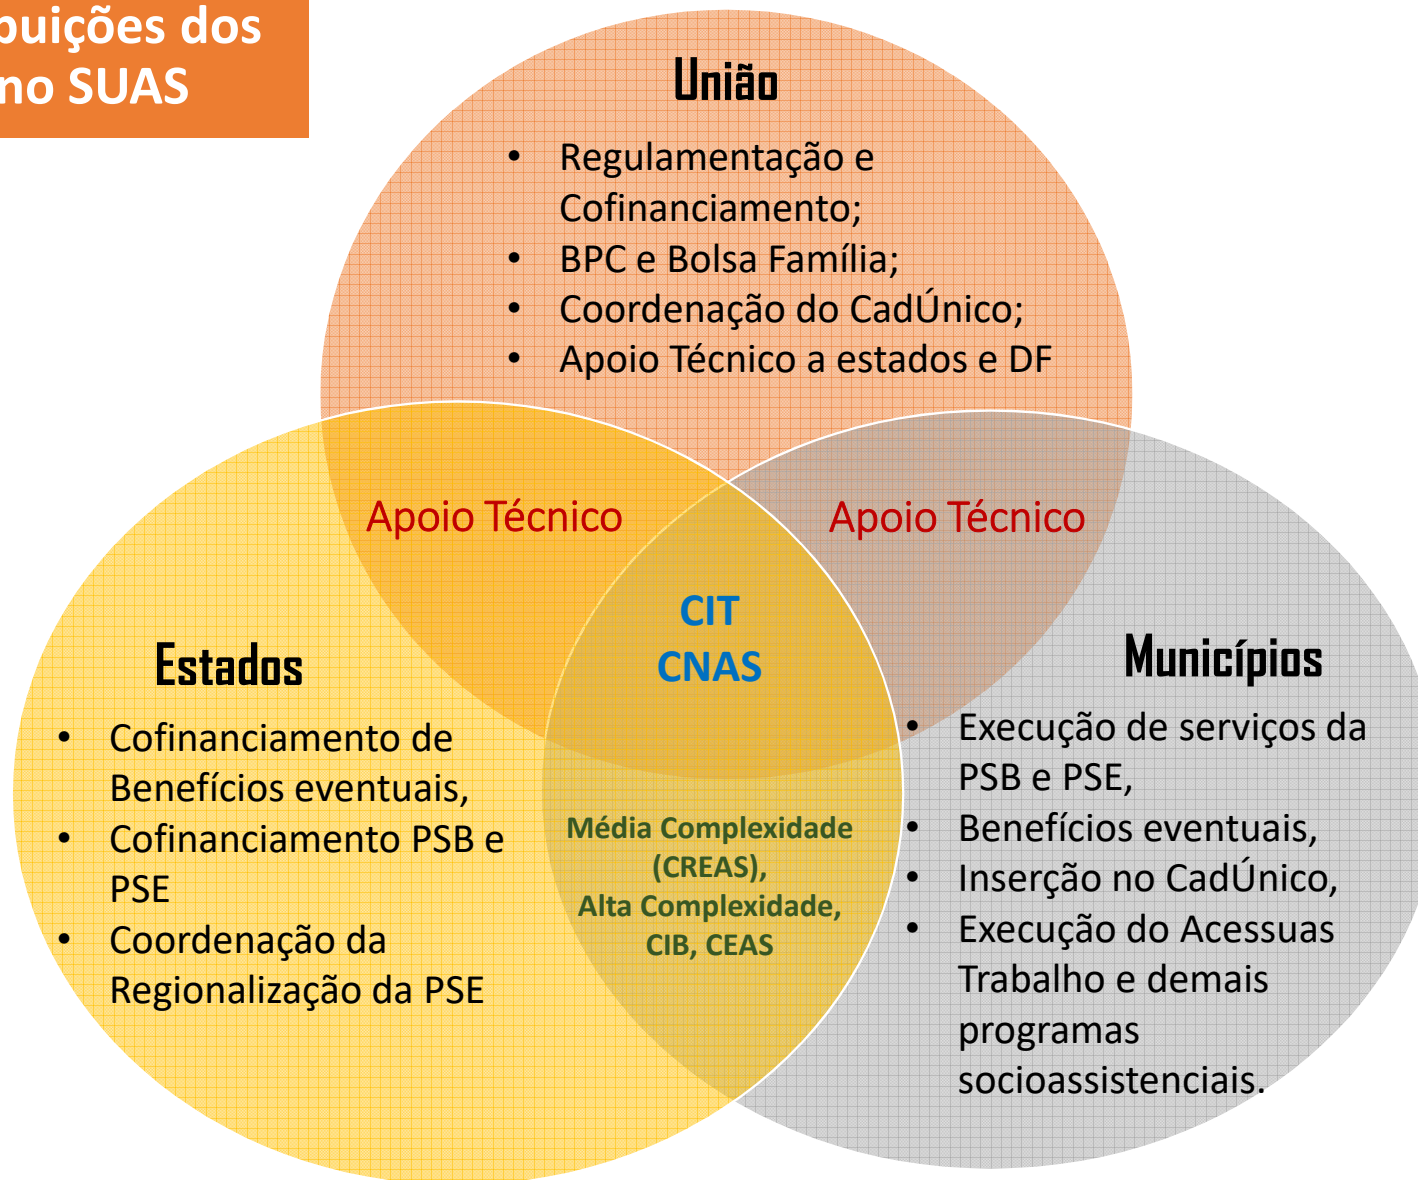 buições dos
no SUAS
União
• Regulamentação e
Cofinanciamento;
• BPC e Bolsa Família;
• Coordenação do CadÚnico;
• Apoio Técnico a estados e DF
Apoio Técnico
Apoio Técnico
CIT
CNAS
Estados
• Cofinanciamento de
Benefícios eventuais,
• Cofinanciamento PSB e
PSE
• Coordenação da
Regionalização da PSE
Média Complexidade
(CREAS),
Alta Complexidade,
CIB, CEAS
Municípios
• Execução de serviços da
PSB e PSE,
• Benefícios eventuais,
• Inserção no CadÚnico,
• Execução do Acessuas
Trabalho e demais
programas
socioassistenciais.